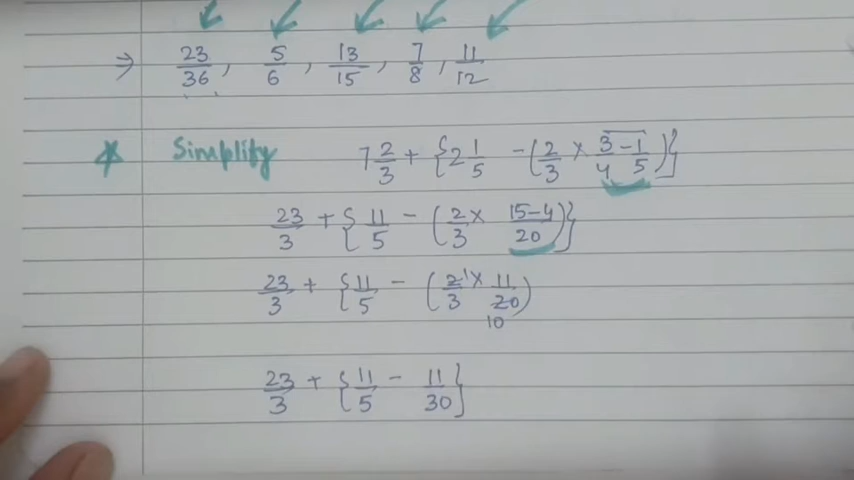 ⇒ 23/36, 5/6, 13/15, 7/8, 11/12
* Simplify 7 2/3 + {2 1/5 - (2/3 × 3/4 - 1/5)}
23/3 + {11/5 - (2/3 × 15-4/20)}
23/3 + {11/5 - (2/3 1 × 11/20 10)
23/3 + {11/5 - 11/30}